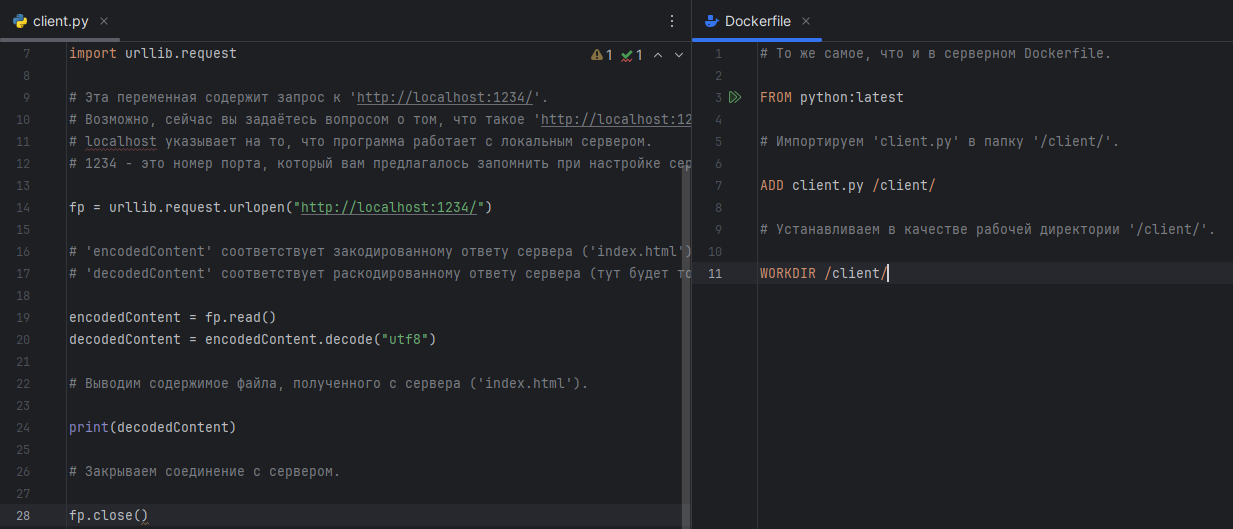 client.py
7 import urllib.request
1 1
8
9 # Эта переменная содержит запрос к 'http://localhost:1234/'.
10 # Возможно, сейчас вы задаётесь вопросом о том, что такое 'http://localhost:12
11 # localhost указывает на то, что программа работает с локальным сервером.
12 # 1234 - это номер порта, который вам предлагалось запомнить при настройке сер
13
14 fp = urllib.request.urlopen("http://localhost:1234/")
15
16 # 'encodedContent' соответствует закодированному ответу сервера ('index.html')
17 # 'decodedContent' соответствует раскодированному ответу сервера (тут будет то
18
19 encodedContent = fp.read()
20 decodedContent = encodedContent.decode("utf8")
21
22 # Выводим содержимое файла, полученного с сервера ('index.html').
23
24 print(decodedContent)
25
26 # Закрываем соединение с сервером.
27
28 fp.close()
Dockerfile
1 # То же самое, что и в серверном Dockerfile.
2
3 FROM python:latest
4
5 # Импортируем 'client.py' в папку '/client/'.
6
7 ADD client.py /client/
8
9 # Устанавливаем в качестве рабочей директории '/client/'.
10
11 WORKDIR /client/